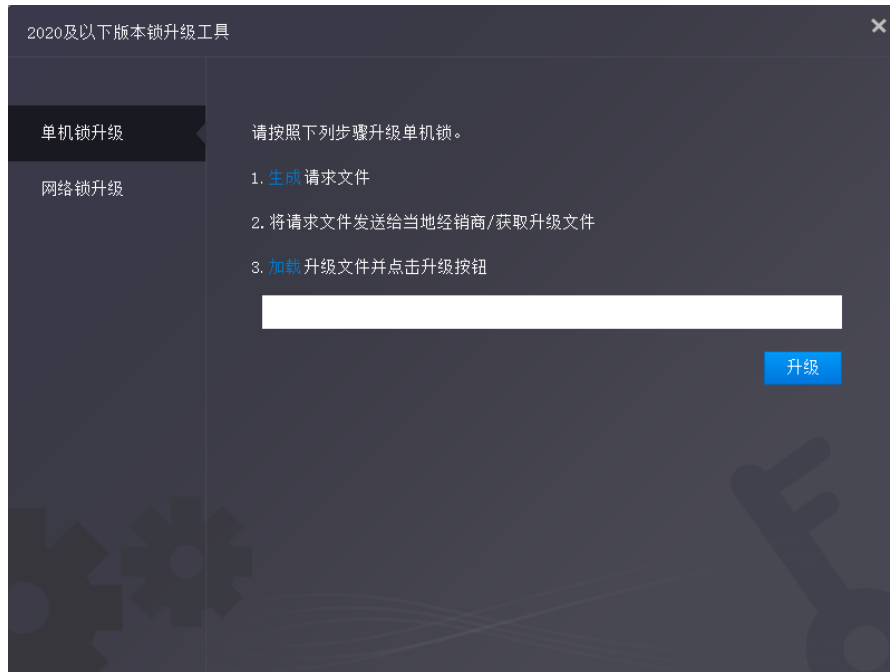 2020及以下版本锁升级工具
单机锁升级
网络锁升级
请按照下列步骤升级单机锁。
1. 生成 请求文件
2. 将请求文件发送给当地经销商/获取升级文件
3. 加载 升级文件并点击升级按钮
升级